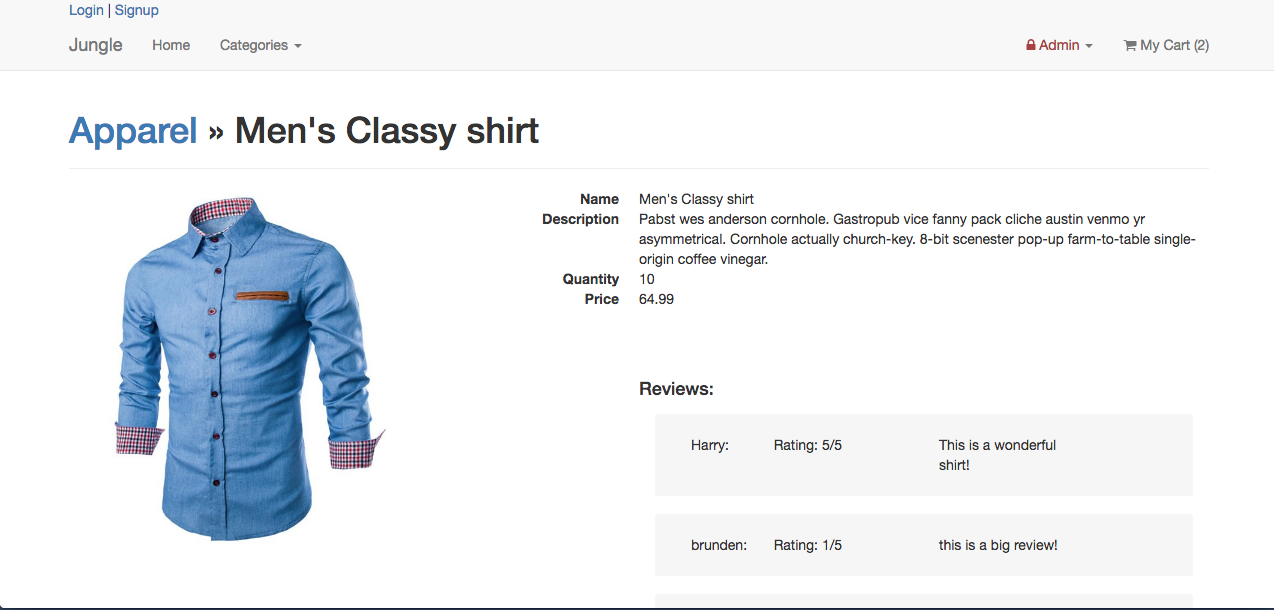 Login | Signup
Jungle Home Categories Admin My Cart (2)
Apparel » Men's Classy shirt
Name Men's Classy shirt
Description Pabst wes anderson cornhole. Gastropub vice fanny pack cliche austin venmo yr
asymmetrical. Cornhole actually church-key. 8-bit scenester pop-up farm-to-table single-
origin coffee vinegar.
Quantity 10
Price 64.99
Reviews:
Harry: Rating: 5/5 This is a wonderful
shirt!
brunden: Rating: 1/5 this is a big review!